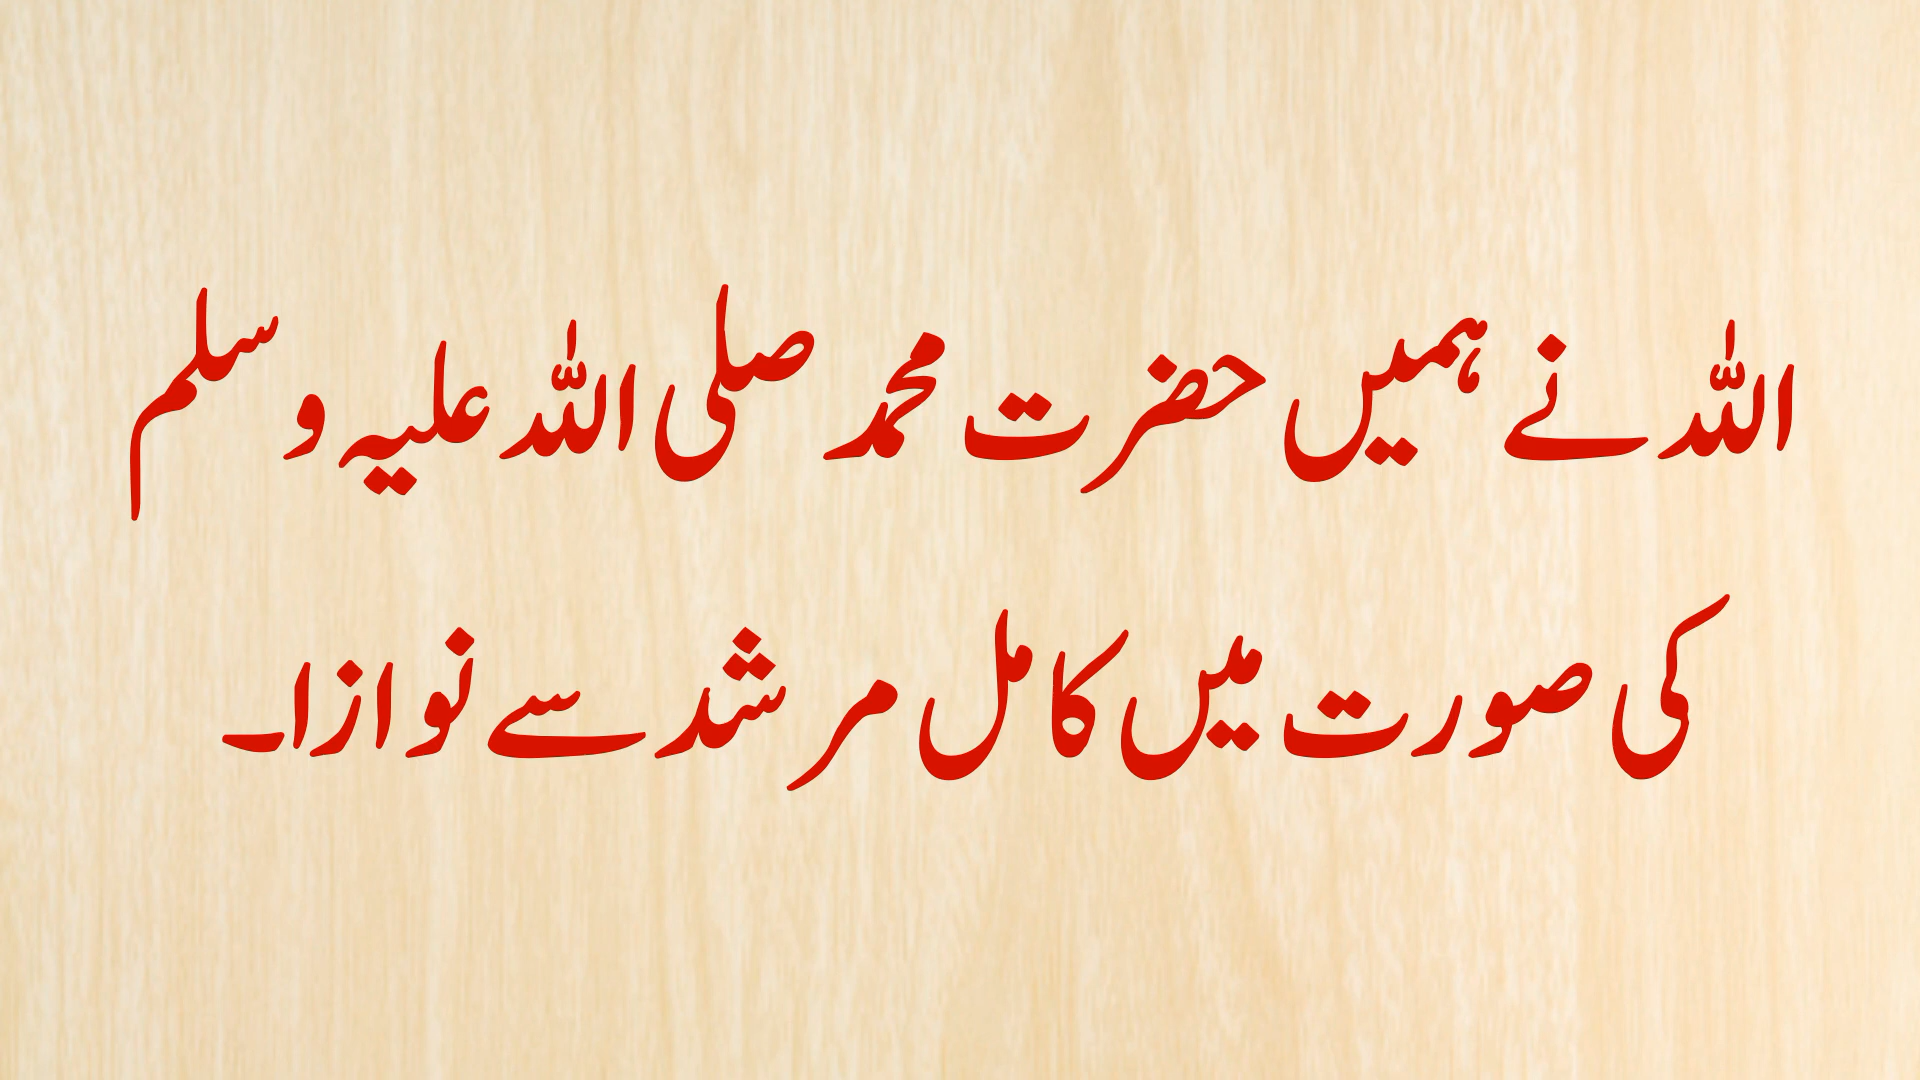 اللہ نے ہمیں حضرت محمد صلی اللہ علیہ وسلم
کی صورت میں کامل مرشد سے نوازا۔